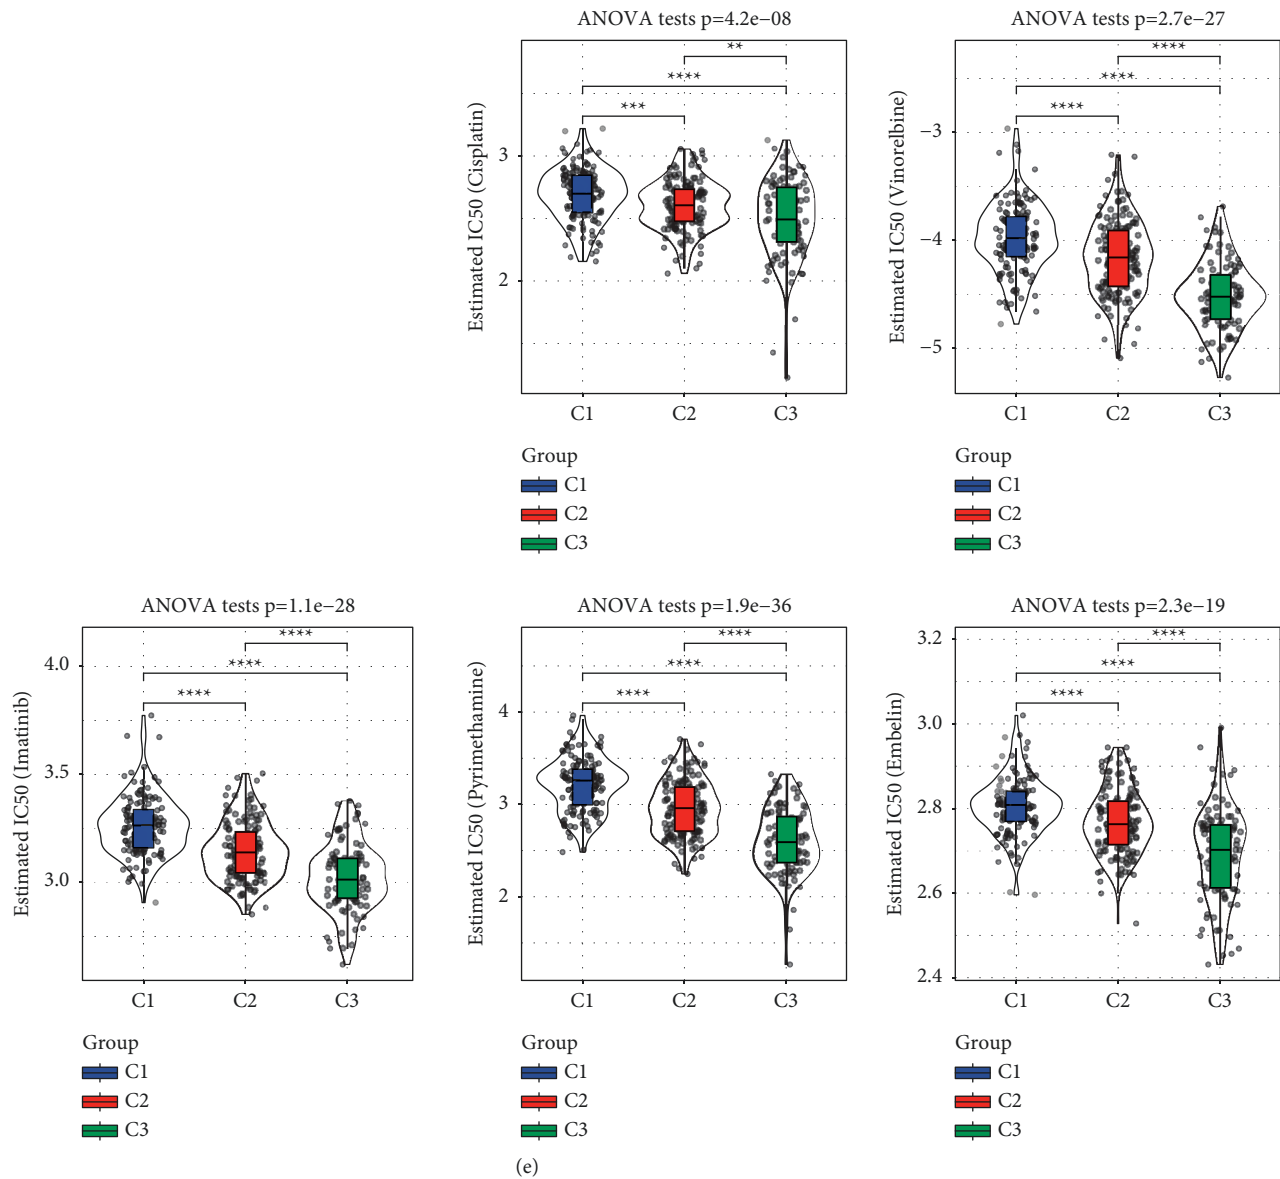 ANOVA tests p=4.2e−08
Estimated IC50 (Cisplatin)
3
2
**
****
***
C1 C2 C3
Group
C1
C2
C3
ANOVA tests p=2.7e−27
Estimated IC50 (Vinorelbine)
−3
−4
−5
****
****
****
C1 C2 C3
Group
C1
C2
C3
ANOVA tests p=1.1e−28
Estimated IC50 (Imatinib)
4.0
3.5
3.0
****
****
****
C1 C2 C3
Group
C1
C2
C3
ANOVA tests p=1.9e−36
Estimated IC50 (Pyrimethamine)
4
3
2
****
****
****
C1 C2 C3
Group
C1
C2
C3
ANOVA tests p=2.3e−19
Estimated IC50 (Embelin)
3.2
3.0
2.8
2.6
2.4
****
****
****
C1 C2 C3
Group
C1
C2
C3
(e)